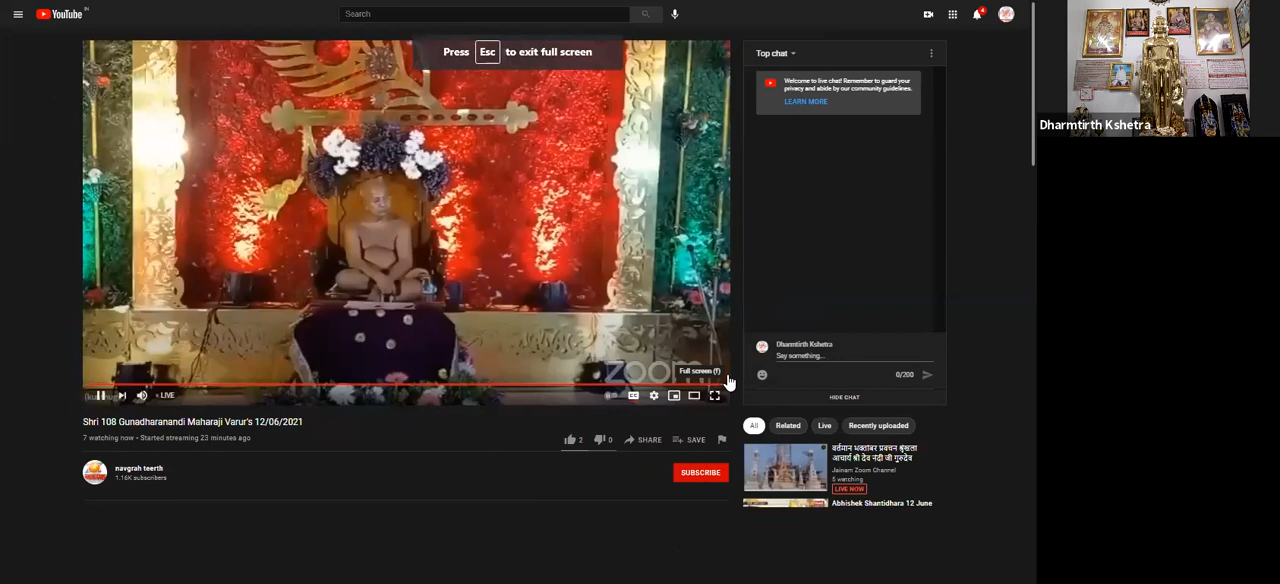 YouTube IN
Search
4
Press Esc to exit full screen
Top chat
Welcome to live chat! Remember to guard your
privacy and abide by our community guidelines.
LEARN MORE
Dharmtirth Kshetra
zoom
Full screen (f)
LIVE
Dharmtirth Kshetra
Say something...
0/200
HIDE CHAT
Shri 108 Gunadharanandi Maharaji Varur's 12/06/2021
7 watching now • Started streaming 23 minutes ago
2 0 SHARE SAVE
navgrah teerth
1.16K subscribers
SUBSCRIBE
All Related Live Recently uploaded
वर्तमान भक्तांबर प्रवचन श्रृंखला
आचार्य श्री देव नंदी जी गुरुदेव
Jainam Zoom Channel
5 watching
LIVE NOW
Abhishek Shantidhara 12 June